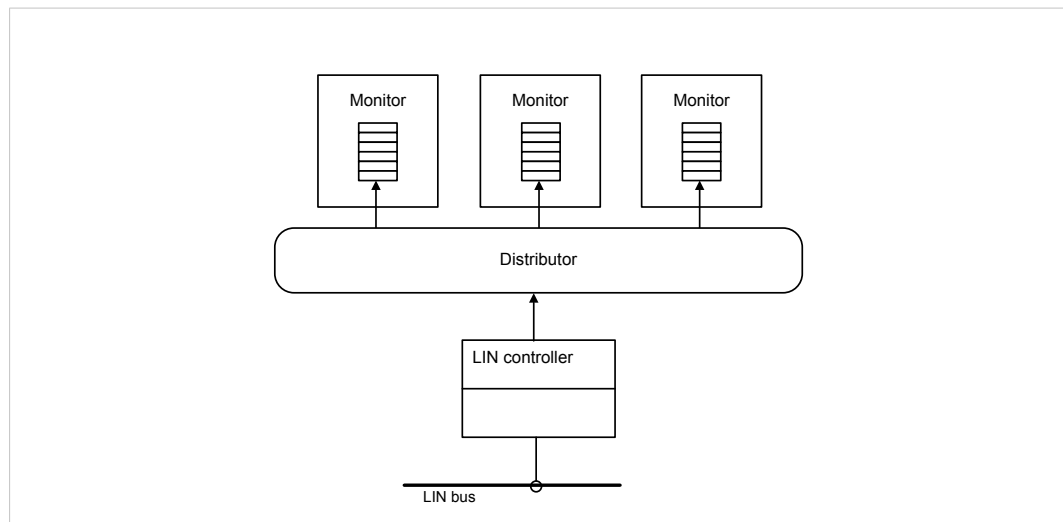 Monitor
Monitor
Monitor
Distributor
LIN controller
LIN bus